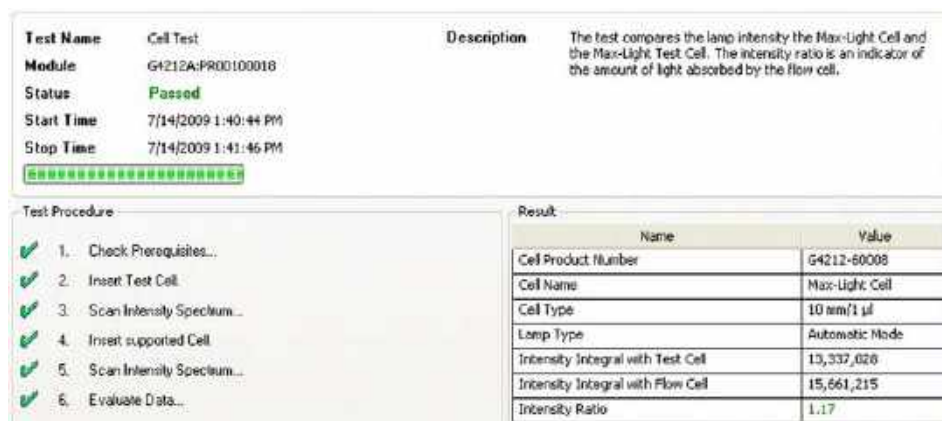 Test Name Cell Test
Module G4212A:PR00100018
Status Passed
Start Time 7/14/2009 1:40:44 PM
Stop Time 7/14/2009 1:41:46 PM
Description The test compares the lamp intensity the Max-Light Cell and
the Max-Light Test Cell. The intensity ratio is an indicator of
the amount of light absorbed by the flow cell.
Test Procedure
1. Check Prerequisites...
2. Insert Test Cell
3. Scan Intensity Spectrum...
4. Insert supported Cell
5. Scan Intensity Spectrum...
6. Evaluate Data...
Result
Name Value
Cell Product Number G4212-60008
Cell Name Max-Light Cell
Cell Type 10 mm/1 µl
Lamp Type Automatic Mode
Intensity Integral with Test Cell 13,337,028
Intensity Integral with Flow Cell 15,661,215
Intensity Ratio 1.17